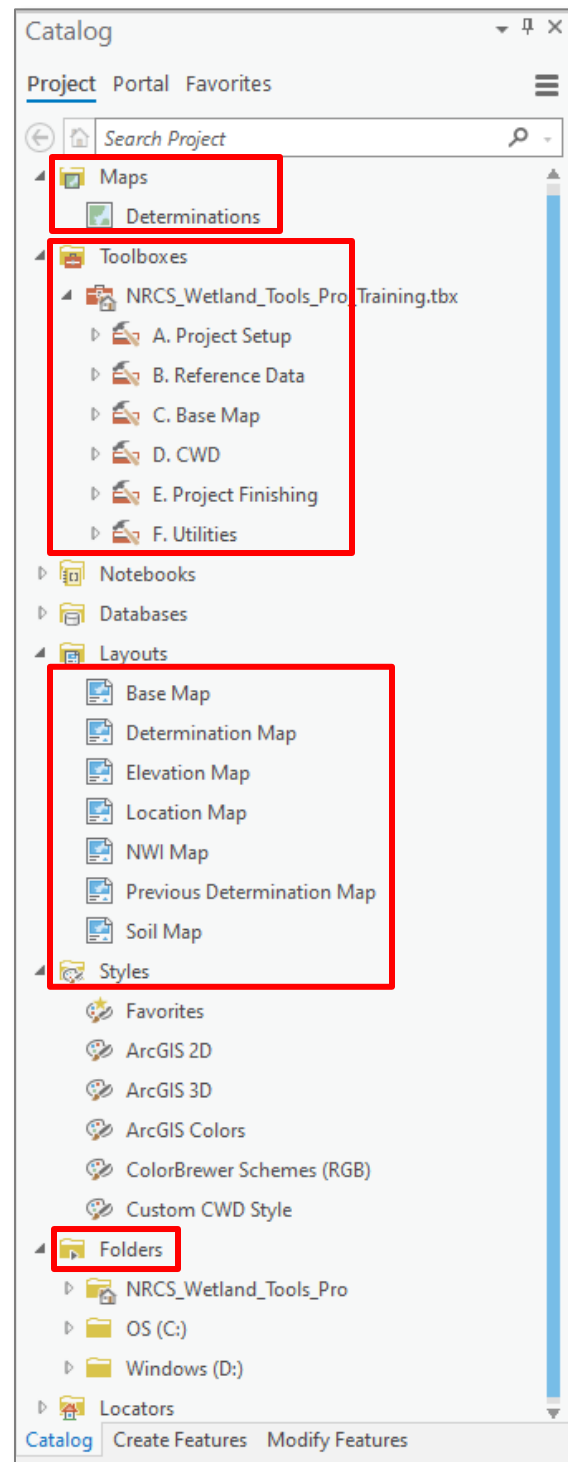 Catalog
Project Portal Favorites
Search Project
Maps
Determinations
Toolboxes
NRCS_Wetland_Tools_Pro_Training.tbx
A. Project Setup
B. Reference Data
C. Base Map
D. CWD
E. Project Finishing
F. Utilities
Notebooks
Databases
Layouts
Base Map
Determination Map
Elevation Map
Location Map
NWI Map
Previous Determination Map
Soil Map
Styles
Favorites
ArcGIS 2D
ArcGIS 3D
ArcGIS Colors
ColorBrewer Schemes (RGB)
Custom CWD Style
Folders
NRCS_Wetland_Tools_Pro
OS (C:)
Windows (D:)
Locators
Catalog Create Features Modify Features